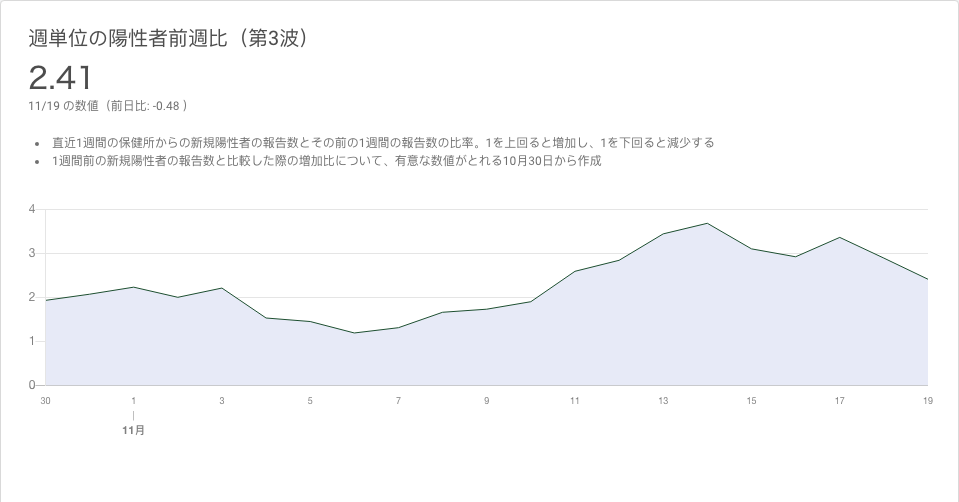 週単位の陽性者前週比（第3波）
2.41
11/19 の数値（前日比: -0.48 ）
• 直近1週間の保健所からの新規陽性者の報告数とその前の1週間の報告数の比率。1を上回ると増加し、1を下回ると減少する
• 1週間前の新規陽性者の報告数と比較した際の増加比について、有意な数値がとれる10月30日から作成
4
3
2
1
0
30 1 3 5 7 9 11 13 15 17 19
11月